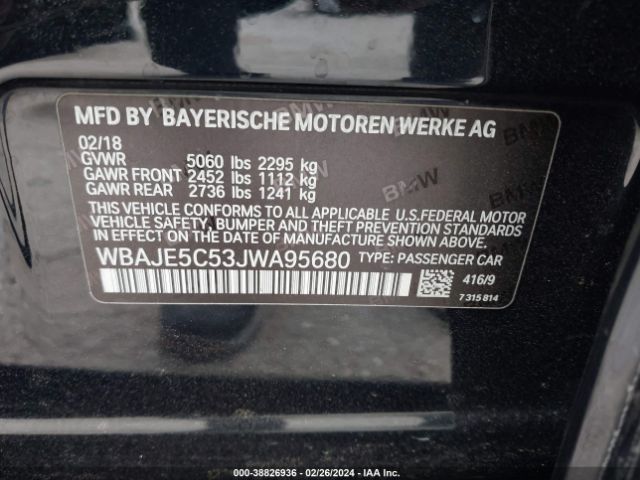 MFD BY BAYERISCHE MOTOREN WERKE AG
02/18
GVWR 5060 lbs 2295 kg
GAWR FRONT 2452 lbs 1112 kg
GAWR REAR 2736 lbs 1241 kg
THIS VEHICLE CONFORMS TO ALL APPLICABLE U.S.FEDERAL MOTOR
VEHICLE SAFETY, BUMPER AND THEFT PREVENTION STANDARDS
IN EFFECT ON THE DATE OF MANUFACTURE SHOWN ABOVE.
WBAJE5C53JWA95680 TYPE: PASSENGER CAR
416/9
7 315 814
000-38826936 - 02/26/2024 - IAA Inc.